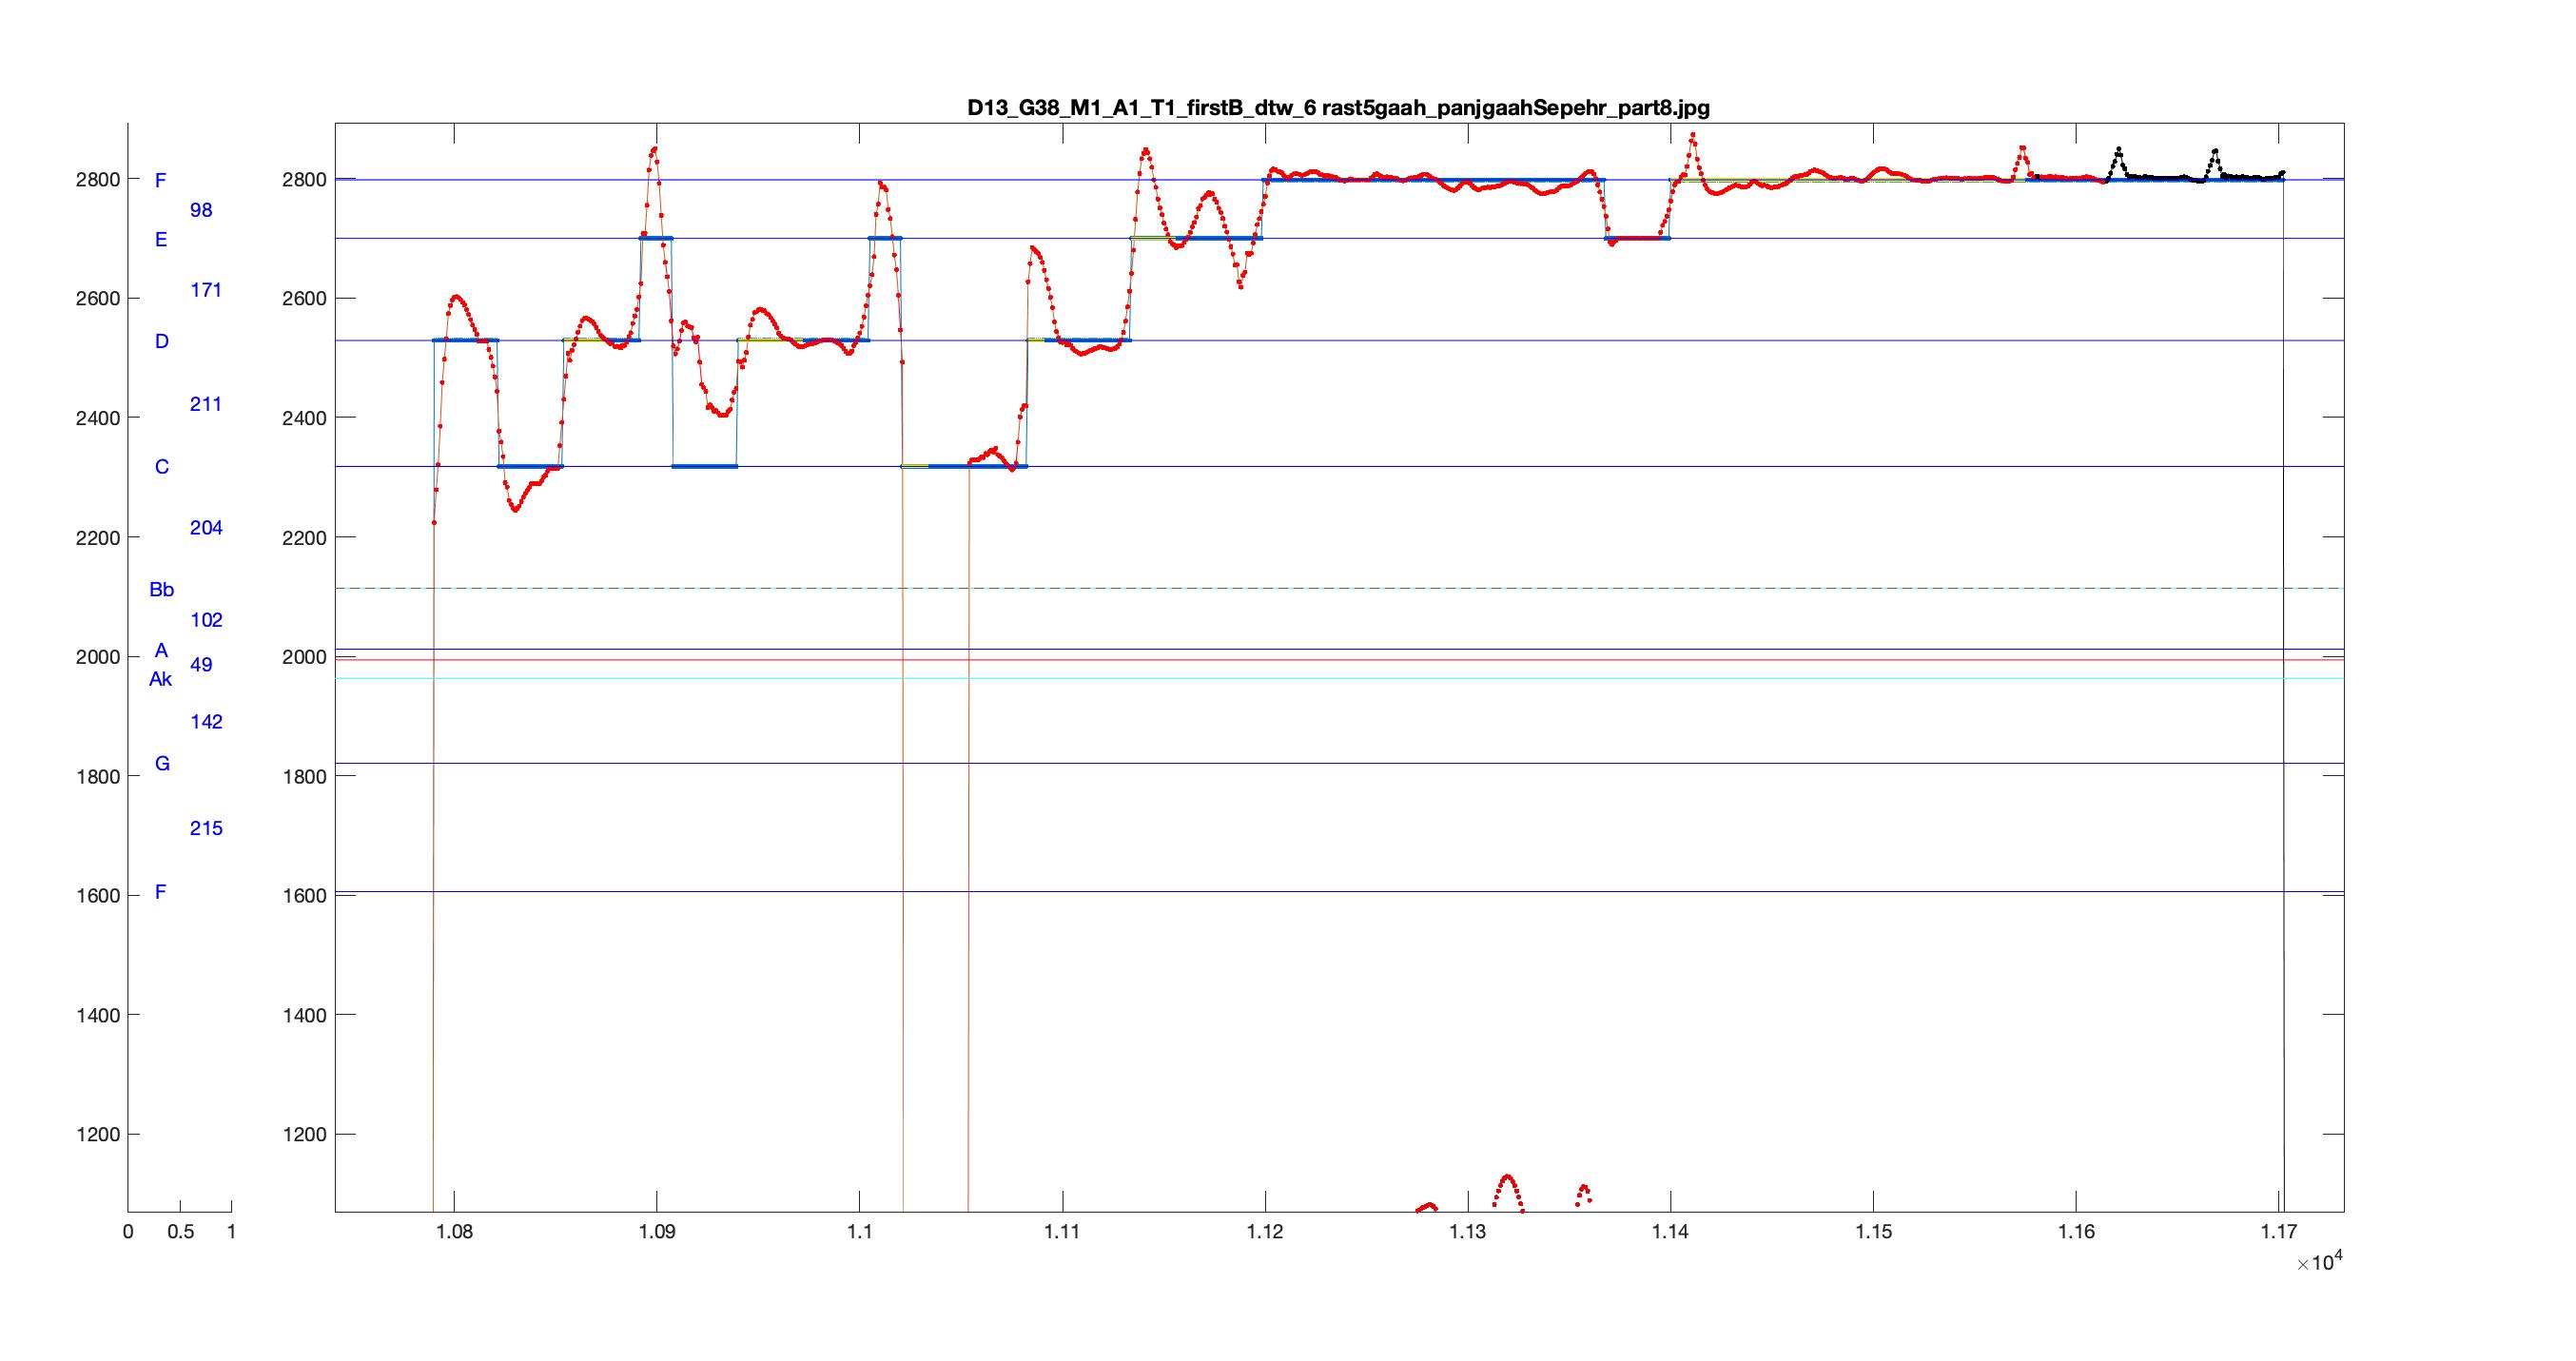 D13_G38_M1_A1_T1_firstB_dtw_6 rast5gaah_panjgaahSepehr_part8.jpg
2800 F 2800
98
E
171
2600 2600
D
211
2400 2400
C
204
2200 2200
Bb
102
A
2000 49 2000
Ak
142
G
1800 1800
215
1600 F 1600
1400 1400
1200 1200
0 0.5 1 1.08 1.09 1.1 1.11 1.12 1.13 1.14 1.15 1.16 1.17
×10^4